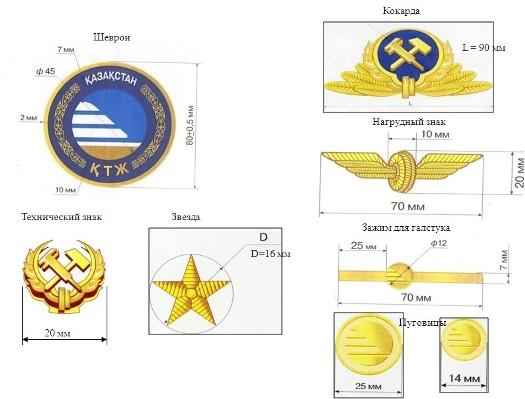 Шеврон
7 мм
ф 45
2 мм
ҚАЗАҚСТАН
ҚТЖ
80±0,5 мм
10 мм
Кокарда
L = 90 мм
L
Нагрудный знак
10 мм
20 мм
70 мм
Технический знак
20 мм
Звезда
D
D=16 мм
Зажим для галстука
25 мм
ф12
7 мм
70 мм
Пуговицы
25 мм
14 мм